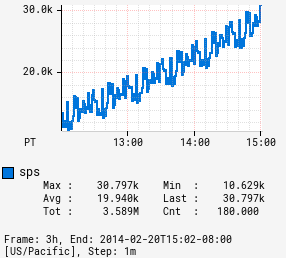 30.0k
20.0k
PT 13:00 14:00 15:00
sps
Max : 30.797k Min : 10.629k
Avg : 19.940k Last : 30.797k
Tot : 3.589M Cnt : 180.000
Frame: 3h, End: 2014-02-20T15:02-08:00
[US/Pacific], Step: 1m